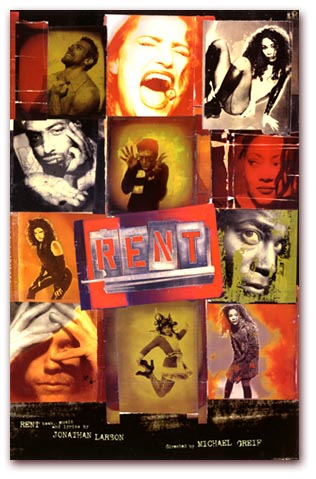 RENT
RENT book, music
and lyrics by
JONATHAN LARSON
directed by MICHAEL GREIF